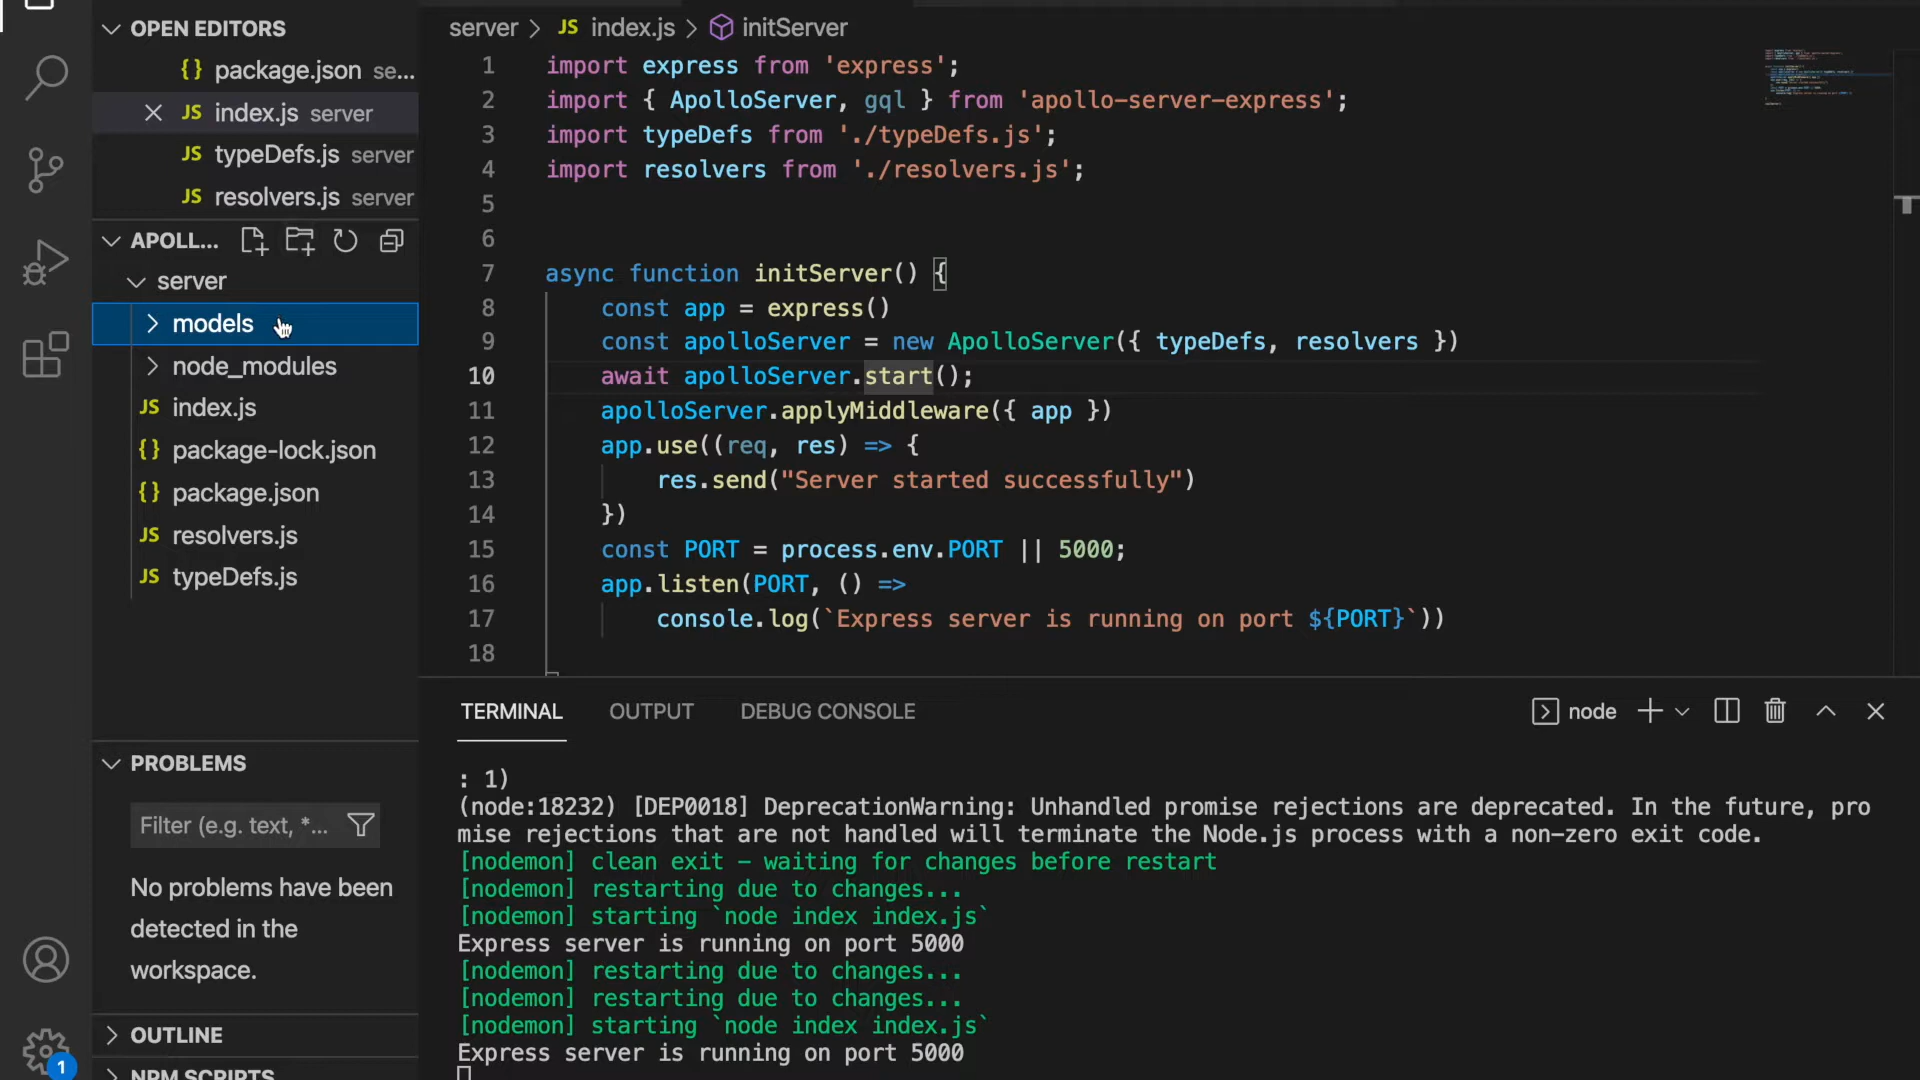 OPEN EDITORS
{} package.json se...
JS index.js server
JS typeDefs.js server
JS resolvers.js server
APOLL...
server
models
node_modules
JS index.js
{} package-lock.json
{} package.json
JS resolvers.js
JS typeDefs.js
PROBLEMS
Filter (e.g. text, *...
No problems have been
detected in the
workspace.
OUTLINE
NPM SCRIPTS
1
server > JS index.js > initServer
1 import express from 'express';
2 import { ApolloServer, gql } from 'apollo-server-express';
3 import typeDefs from './typeDefs.js';
4 import resolvers from './resolvers.js';
5
6
7 async function initServer() {
8 const app = express()
9 const apolloServer = new ApolloServer({ typeDefs, resolvers })
10 await apolloServer.start();
11 apolloServer.applyMiddleware({ app })
12 app.use((req, res) => {
13 res.send("Server started successfully")
14 })
15 const PORT = process.env.PORT || 5000;
16 app.listen(PORT, () =>
17 console.log(`Express server is running on port ${PORT}`))
18
TERMINAL OUTPUT DEBUG CONSOLE node
: 1)
(node:18232) [DEP0018] DeprecationWarning: Unhandled promise rejections are deprecated. In the future, pro
mise rejections that are not handled will terminate the Node.js process with a non-zero exit code.
[nodemon] clean exit - waiting for changes before restart
[nodemon] restarting due to changes...
[nodemon] starting `node index index.js`
Express server is running on port 5000
[nodemon] restarting due to changes...
[nodemon] restarting due to changes...
[nodemon] starting `node index index.js`
Express server is running on port 5000